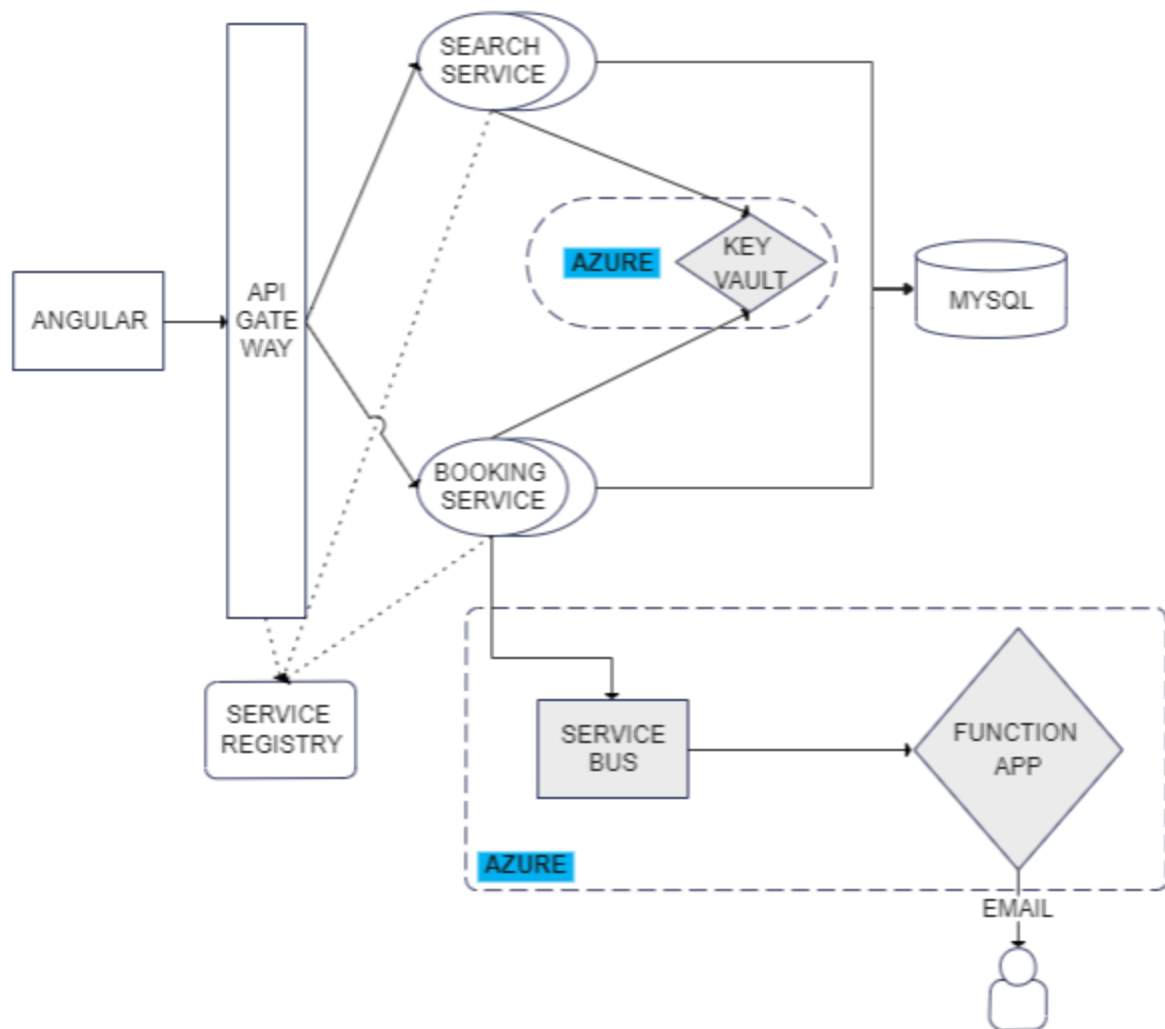 SEARCH
SERVICE
KEY
VAULT
AZURE
API
GATE
WAY
ANGULAR
MYSQL
BOOKING
SERVICE
SERVICE
REGISTRY
SERVICE
BUS
FUNCTION
APP
AZURE
EMAIL